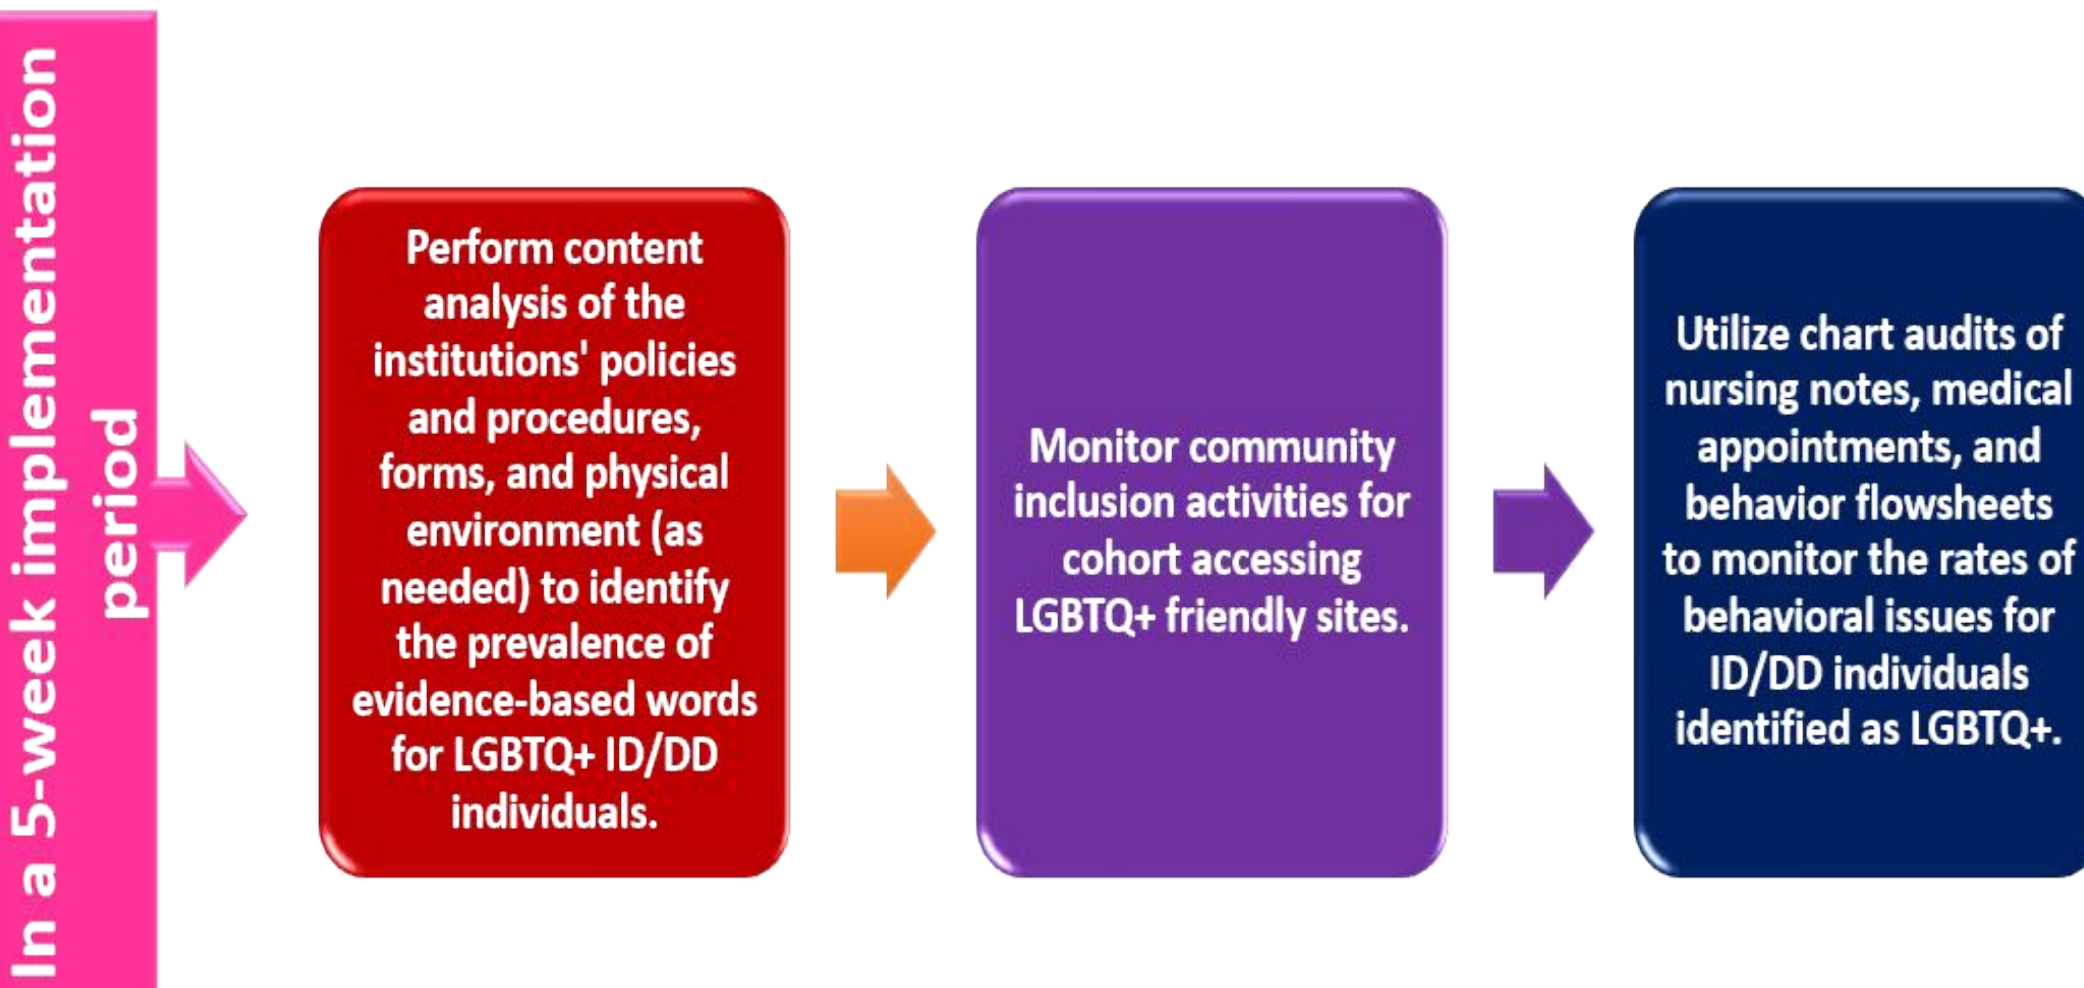 In a 5-week implementation
period
Perform content
analysis of the
institutions' policies
and procedures,
forms, and physical
environment (as
needed) to identify
the prevalence of
evidence-based words
for LGBTQ+ ID/DD
individuals.
Monitor community
inclusion activities for
cohort accessing
LGBTQ+ friendly sites.
Utilize chart audits of
nursing notes, medical
appointments, and
behavior flowsheets
to monitor the rates of
behavioral issues for
ID/DD individuals
identified as LGBTQ+.